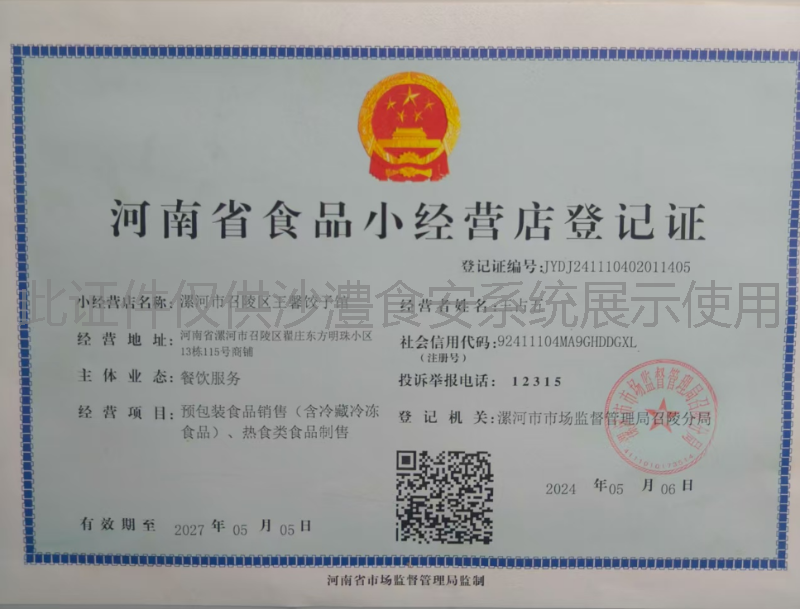 河南省食品小经营店登记证
登记证编号:JYDJ241110402011405
小经营店名称: 漯河市召陵区王馨饺子馆
经营者姓名:王占五
此证件仅供沙澧食安系统展示使用
经营地址: 河南省漯河市召陵区翟庄东方明珠小区
13栋115号商铺
社会信用代码:92411104MA9GHDDGXL
(注册号)
主体业态: 餐饮服务
投诉举报电话: 12315
经营项目: 预包装食品销售（含冷藏冷冻
食品）、热食类食品制售
登记机关:漯河市市场监督管理局召陵分局
2024 年05 月 06日
有效期至 2027年 05 月 05日
河南省市场监督管理局监制